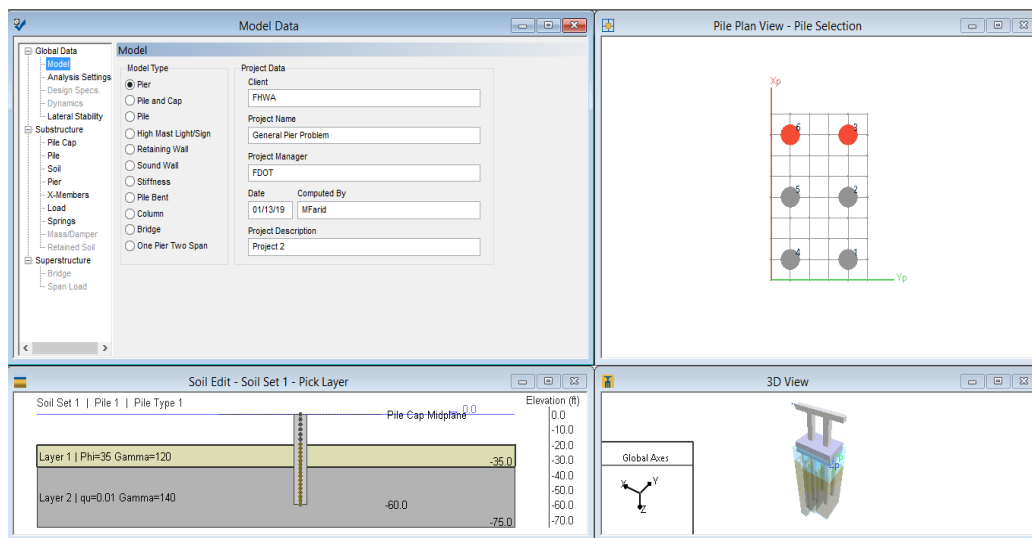 Model Data
Global Data
Model
Analysis Settings
Design Specs.
Dynamics
Lateral Stability
Substructure
Pile Cap
Pile
Soil
Pier
X-Members
Load
Springs
Mass/Damper
Retained Soil
Superstructure
Bridge
Span Load
Model
Model Type
Pier
Pile and Cap
Pile
High Mast Light/Sign
Retaining Wall
Sound Wall
Stiffness
Pile Bent
Column
Bridge
One Pier Two Span
Project Data
Client
FHWA
Project Name
General Pier Problem
Project Manager
FDOT
Date Computed By
01/13/19 MFarid
Project Description
Project 2
Pile Plan View - Pile Selection
Xp
6 3
5 2
4 1
Yp
Soil Edit - Soil Set 1 - Pick Layer
Soil Set 1 | Pile 1 | Pile Type 1
Elevation (ft)
Pile Cap Midplane
0.0
Layer 1 | Phi=35 Gamma=120
-35.0
Layer 2 | qu=0.01 Gamma=140
-60.0
-75.0
0.0
-10.0
-20.0
-30.0
-40.0
-50.0
-60.0
-70.0
3D View
Global Axes
X Y
Z